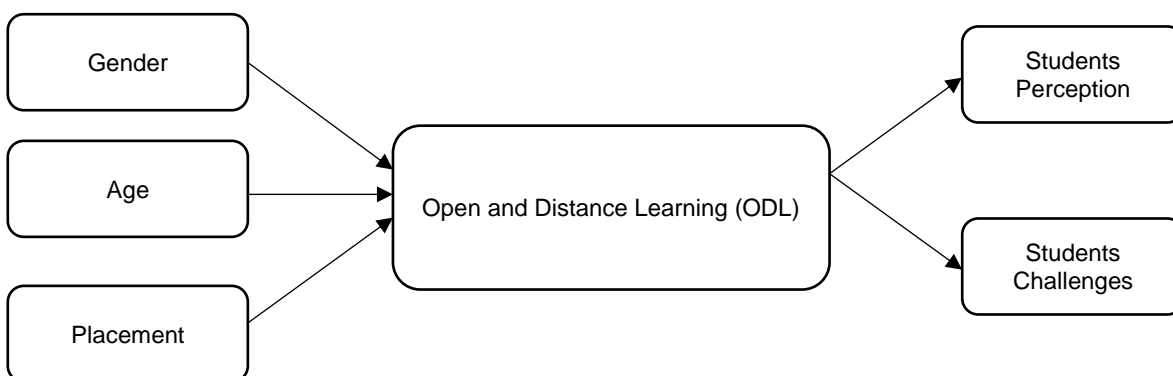 Gender
Age
Placement
Open and Distance Learning (ODL)
Students
Perception
Students
Challenges